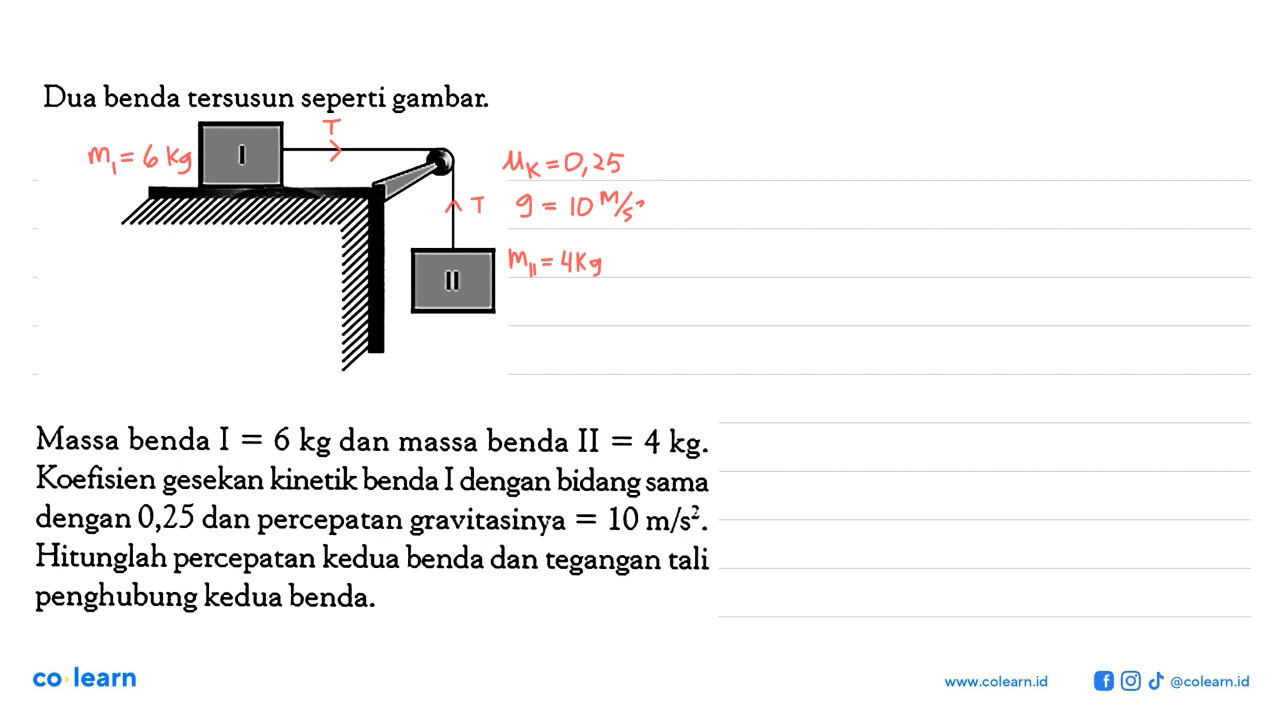 Dua benda tersusun seperti gambar.
T
m₁ = 6 kg
I
μk = 0,25
T
g = 10 m/s²
mII = 4 kg
II
Massa benda I = 6 kg dan massa benda II = 4 kg.
Koefisien gesekan kinetik benda I dengan bidang sama
dengan 0,25 dan percepatan gravitasinya = 10 m/s².
Hitunglah percepatan kedua benda dan tegangan tali
penghubung kedua benda.
co learn
www.colearn.id
@colearn.id